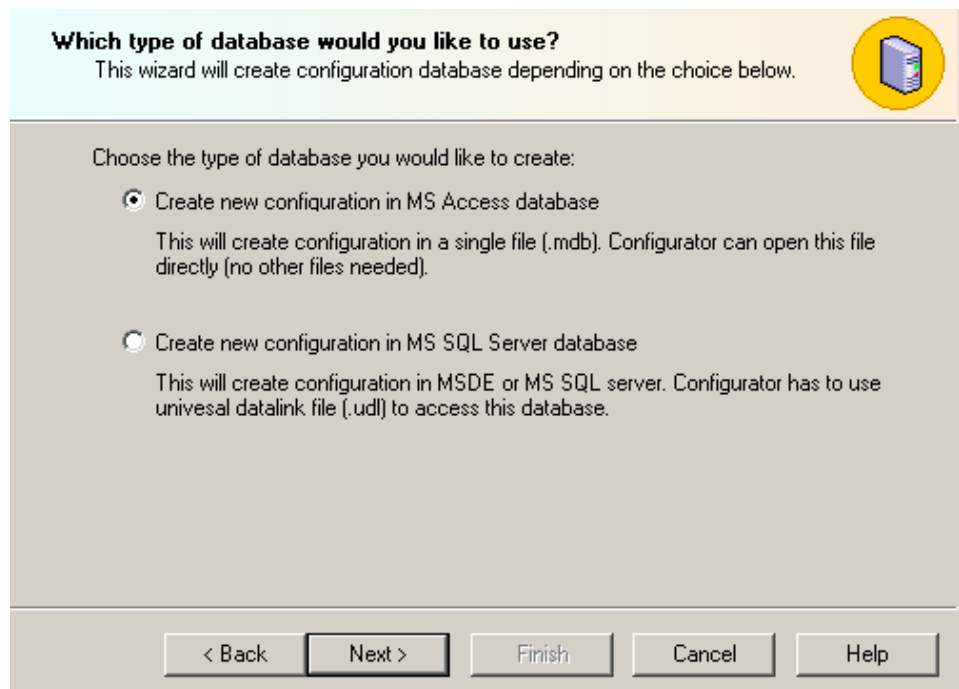 Which type of database would you like to use?
This wizard will create configuration database depending on the choice below.
Choose the type of database you would like to create:
Create new configuration in MS Access database
This will create configuration in a single file (.mdb). Configurator can open this file
directly (no other files needed).
Create new configuration in MS SQL Server database
This will create configuration in MSDE or MS SQL server. Configurator has to use
univesal datalink file (.udl) to access this database.
< Back
Next >
Finish
Cancel
Help